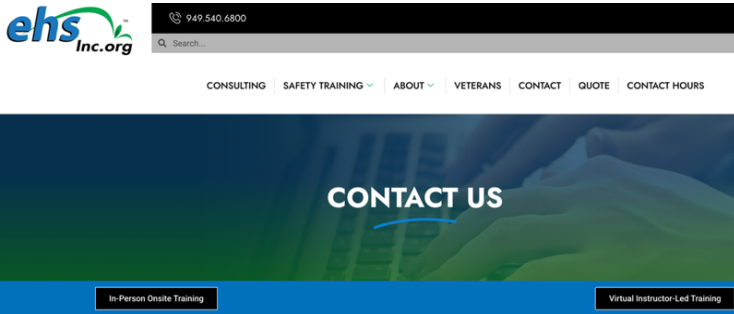 ehs
Inc.org
™
949.540.6800
Search...
CONSULTING SAFETY TRAINING ABOUT VETERANS CONTACT QUOTE CONTACT HOURS
CONTACT US
In-Person Onsite Training Virtual Instructor-Led Training